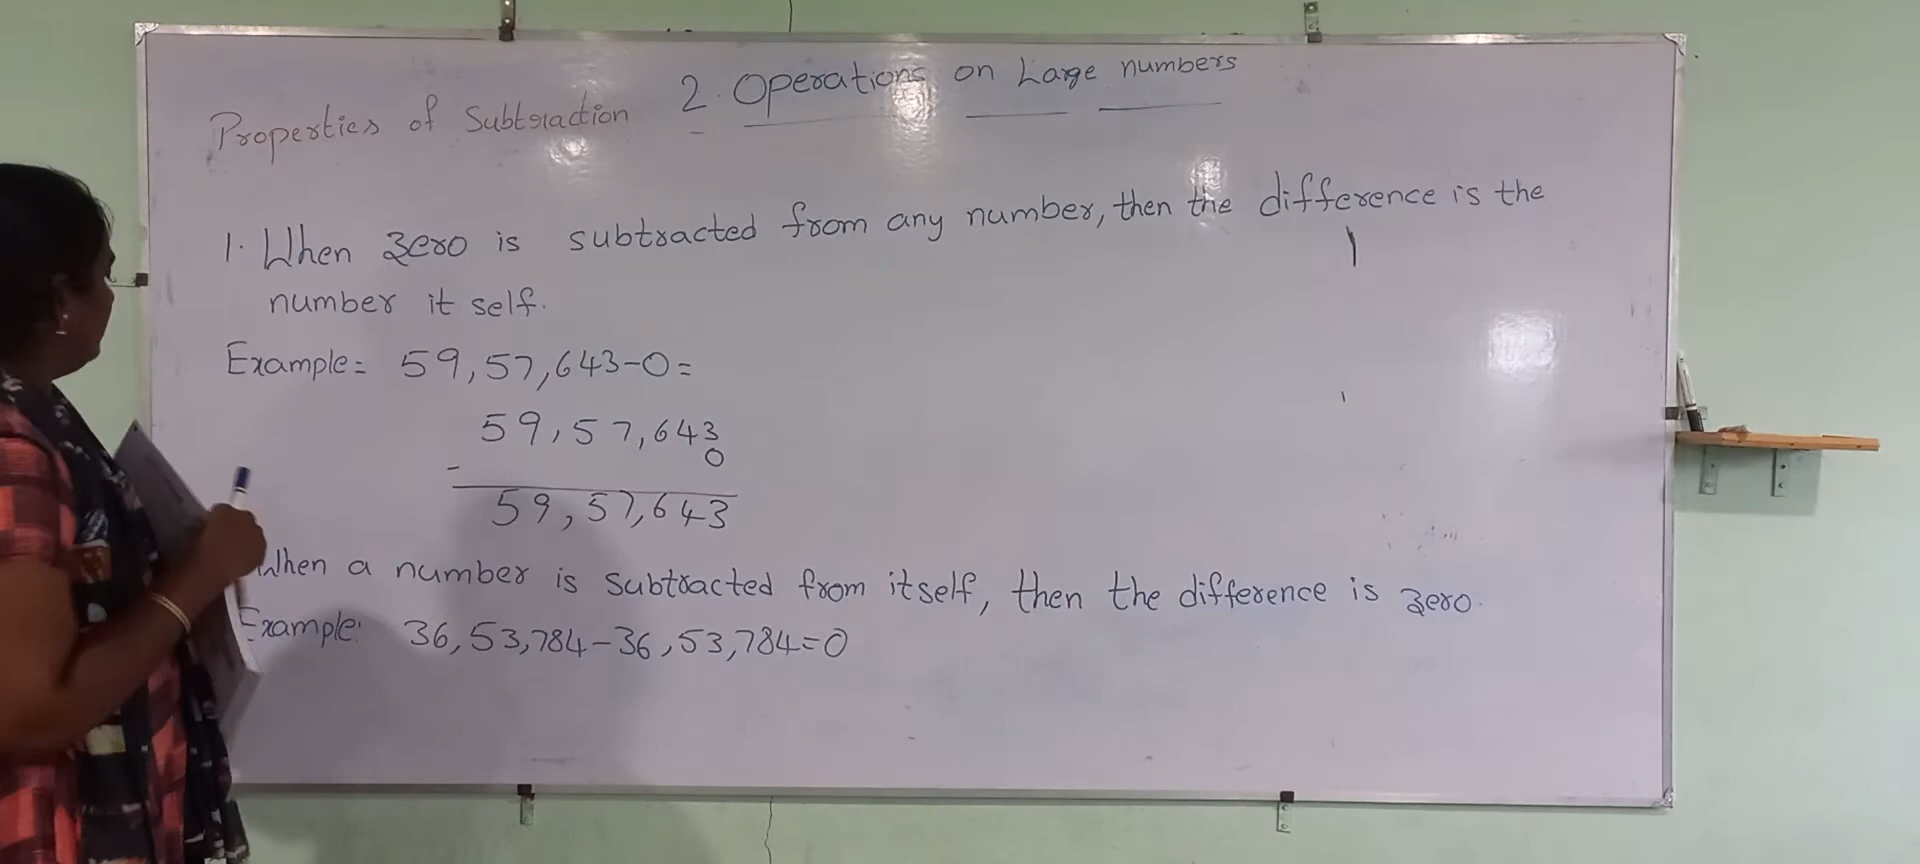 2. Operations on Large numbers
Properties of Subtraction
1. When zero is subtracted from any number, then the difference is the
number it self.
Example = 59,57,643-0=
59,57,643
0
-
59,57,643
When a number is subtracted from itself, then the difference is zero.
Example: 36,53,784-36,53,784=0